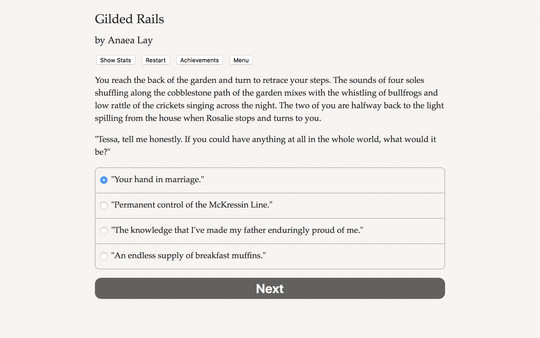 Gilded Rails
by Anaea Lay
Show Stats Restart Achievements Menu
You reach the back of the garden and turn to retrace your steps. The sounds of four soles
shuffling along the cobblestone path of the garden mixes with the whistling of bullfrogs and
low rattle of the crickets singing across the night. The two of you are halfway back to the light
spilling from the house when Rosalie stops and turns to you.
"Tessa, tell me honestly. If you could have anything at all in the whole world, what would it
be?"
"Your hand in marriage."
"Permanent control of the McKressin Line."
"The knowledge that I've made my father enduringly proud of me."
"An endless supply of breakfast muffins."
Next